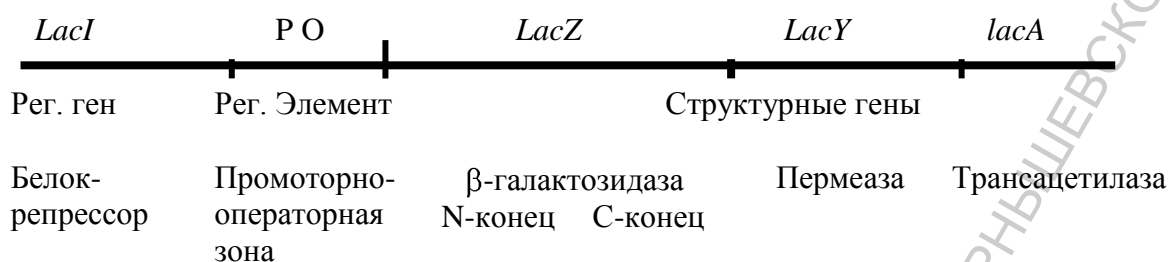 LacI P O LacZ LacY lacA
Рег. ген Рег. Элемент Структурные гены
Белок- Промоторно- β-галактозидаза Пермеаза Трансацетилаза
репрессор операторная N-конец C-конец
зона